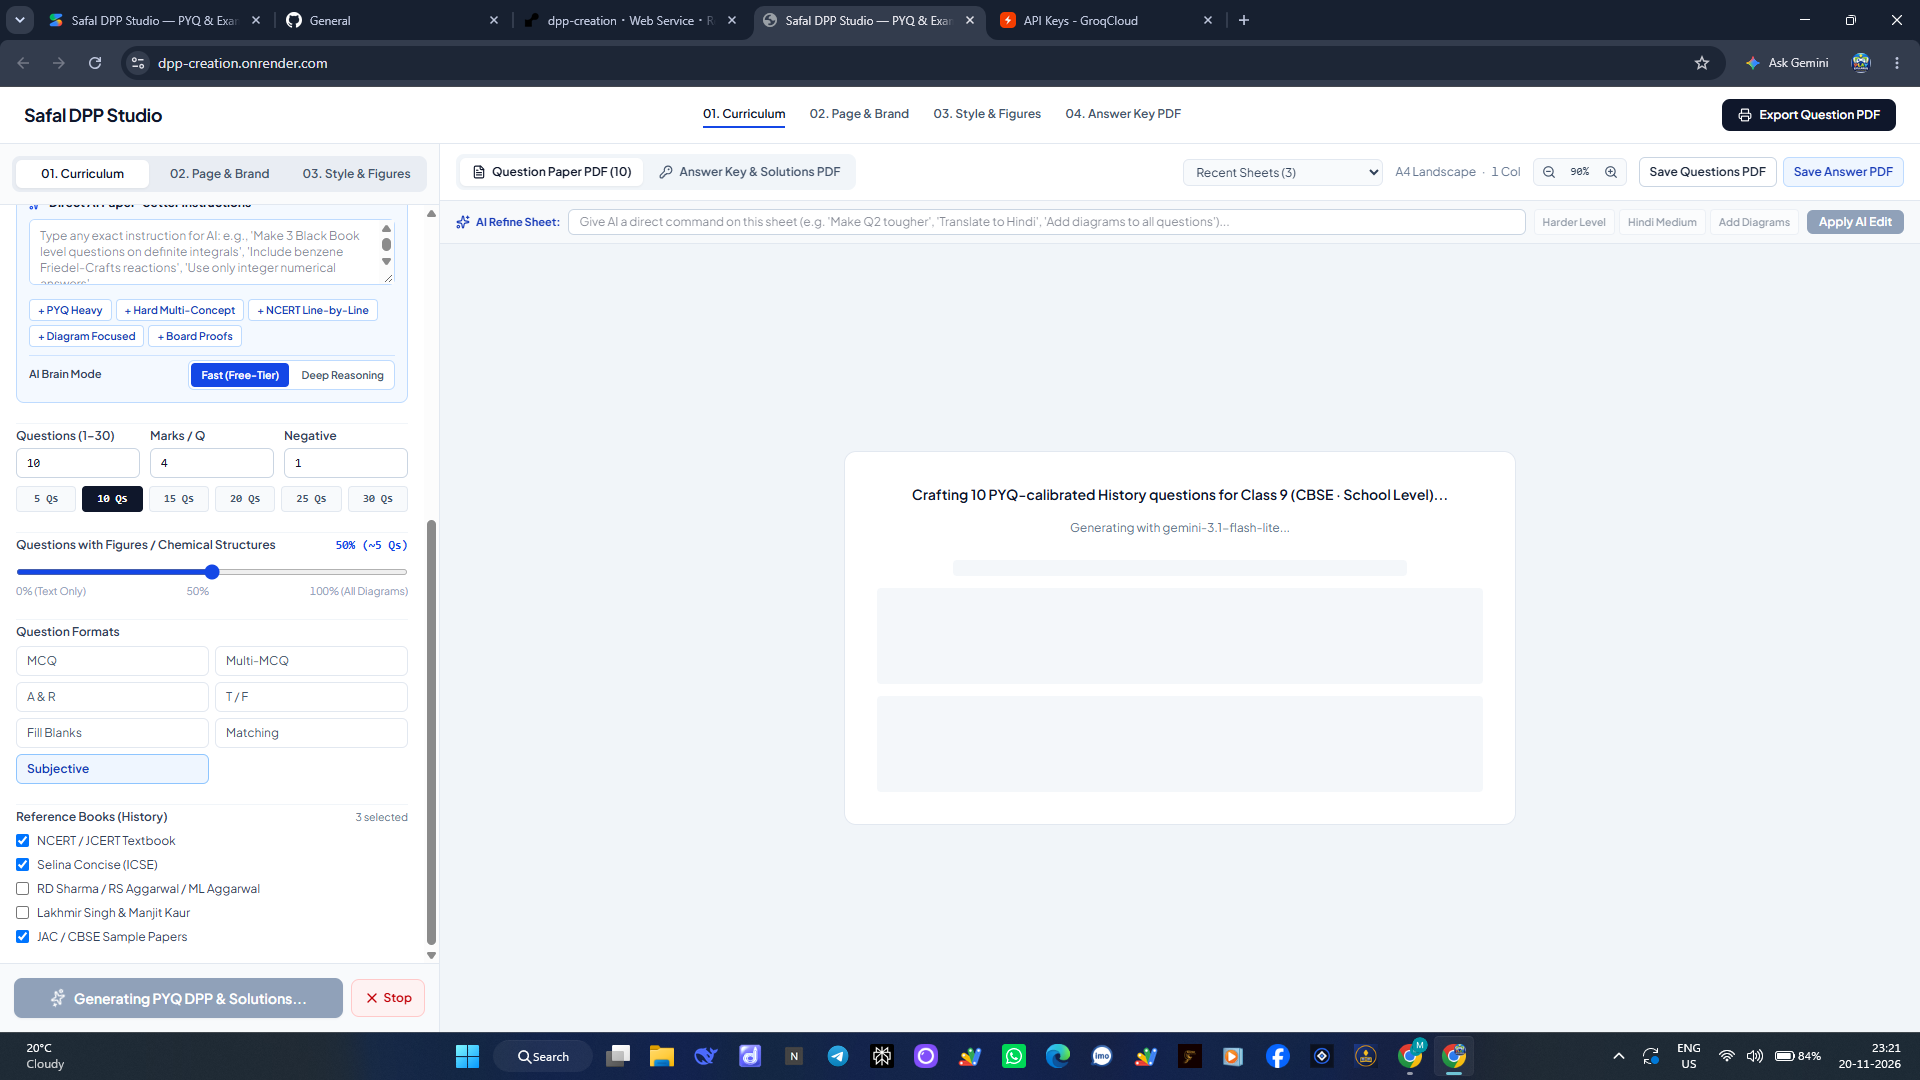 Safal DPP Studio — PYQ & Exa
General
dpp-creation · Web Service · R
Safal DPP Studio — PYQ & Exa
API Keys - GroqCloud
dpp-creation.onrender.com
Ask Gemini
Safal DPP Studio
01. Curriculum
02. Page & Brand
03. Style & Figures
04. Answer Key PDF
Export Question PDF
01. Curriculum
02. Page & Brand
03. Style & Figures
Question Paper PDF (10)
Answer Key & Solutions PDF
Recent Sheets (3)
A4 Landscape · 1 Col
90%
Save Questions PDF
Save Answer PDF
AI Refine Sheet:
Give AI a direct command on this sheet (e.g. 'Make Q2 tougher', 'Translate to Hindi', 'Add diagrams to all questions')...
Harder Level
Hindi Medium
Add Diagrams
Apply AI Edit
Direct AI Paper-Setter Instructions
Type any exact instruction for AI: e.g., 'Make 3 Black Book
level questions on definite integrals', 'Include benzene
Friedel-Crafts reactions', 'Use only integer numerical
answers'
+ PYQ Heavy
+ Hard Multi-Concept
+ NCERT Line-by-Line
+ Diagram Focused
+ Board Proofs
AI Brain Mode
Fast (Free-Tier)
Deep Reasoning
Questions (1-30)
Marks / Q
Negative
10
4
1
5 Qs
10 Qs
15 Qs
20 Qs
25 Qs
30 Qs
Questions with Figures / Chemical Structures
50% (~5 Qs)
0% (Text Only)
50%
100% (All Diagrams)
Question Formats
MCQ
Multi-MCQ
A & R
T / F
Fill Blanks
Matching
Subjective
Reference Books (History)
3 selected
NCERT / JCERT Textbook
Selina Concise (ICSE)
RD Sharma / RS Aggarwal / ML Aggarwal
Lakhmir Singh & Manjit Kaur
JAC / CBSE Sample Papers
Generating PYQ DPP & Solutions...
Stop
Crafting 10 PYQ-calibrated History questions for Class 9 (CBSE · School Level)...
Generating with gemini-3.1-flash-lite...
20°C
Cloudy
Search
N
imo
M
ENG
US
84%
23:21
20-11-2026